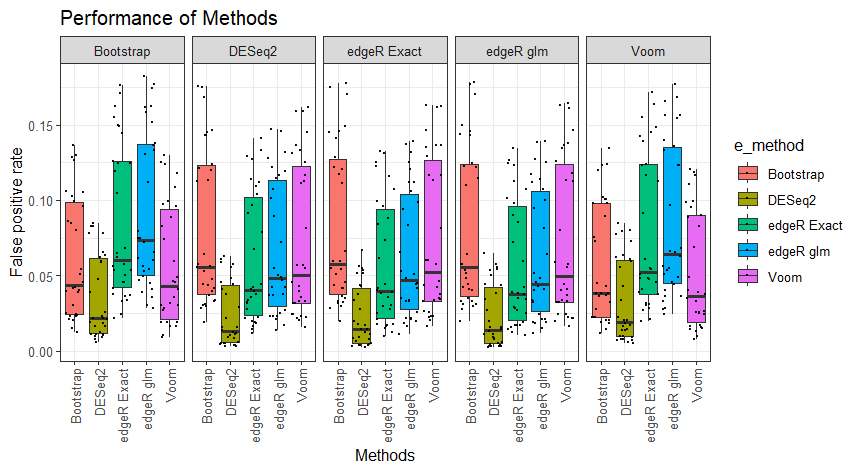 Performance of Methods
Bootstrap DESeq2 edgeR Exact edgeR glm Voom
False positive rate
0.15
0.10
0.05
0.00
e_method
Bootstrap
DESeq2
edgeR Exact
edgeR glm
Voom
Bootstrap DESeq2 edgeR Exact edgeR glm Voom Bootstrap DESeq2 edgeR Exact edgeR glm Voom Bootstrap DESeq2 edgeR Exact edgeR glm Voom Bootstrap DESeq2 edgeR Exact edgeR glm Voom Bootstrap DESeq2 edgeR Exact edgeR glm Voom
Methods